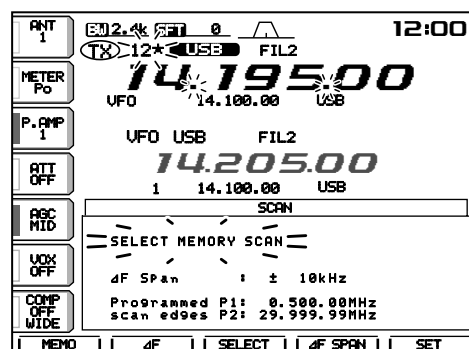 ANT
1
BW 2.4k SFT 0
12:00
TX 12★ USB FIL2
METER
Po
14.195.00
VFO 14.100.00 USB
P.AMP
1
VFO USB FIL2
ATT
OFF
14.205.00
1 14.100.00 USB
AGC
MID
SCAN
SELECT MEMORY SCAN
VOX
OFF
⊿F Span : ± 10kHz
COMP
OFF
WIDE
Programmed P1: 0.500.00MHz
scan edges P2: 29.999.99MHz
MEMO ⊿F SELECT ⊿F SPAN SET